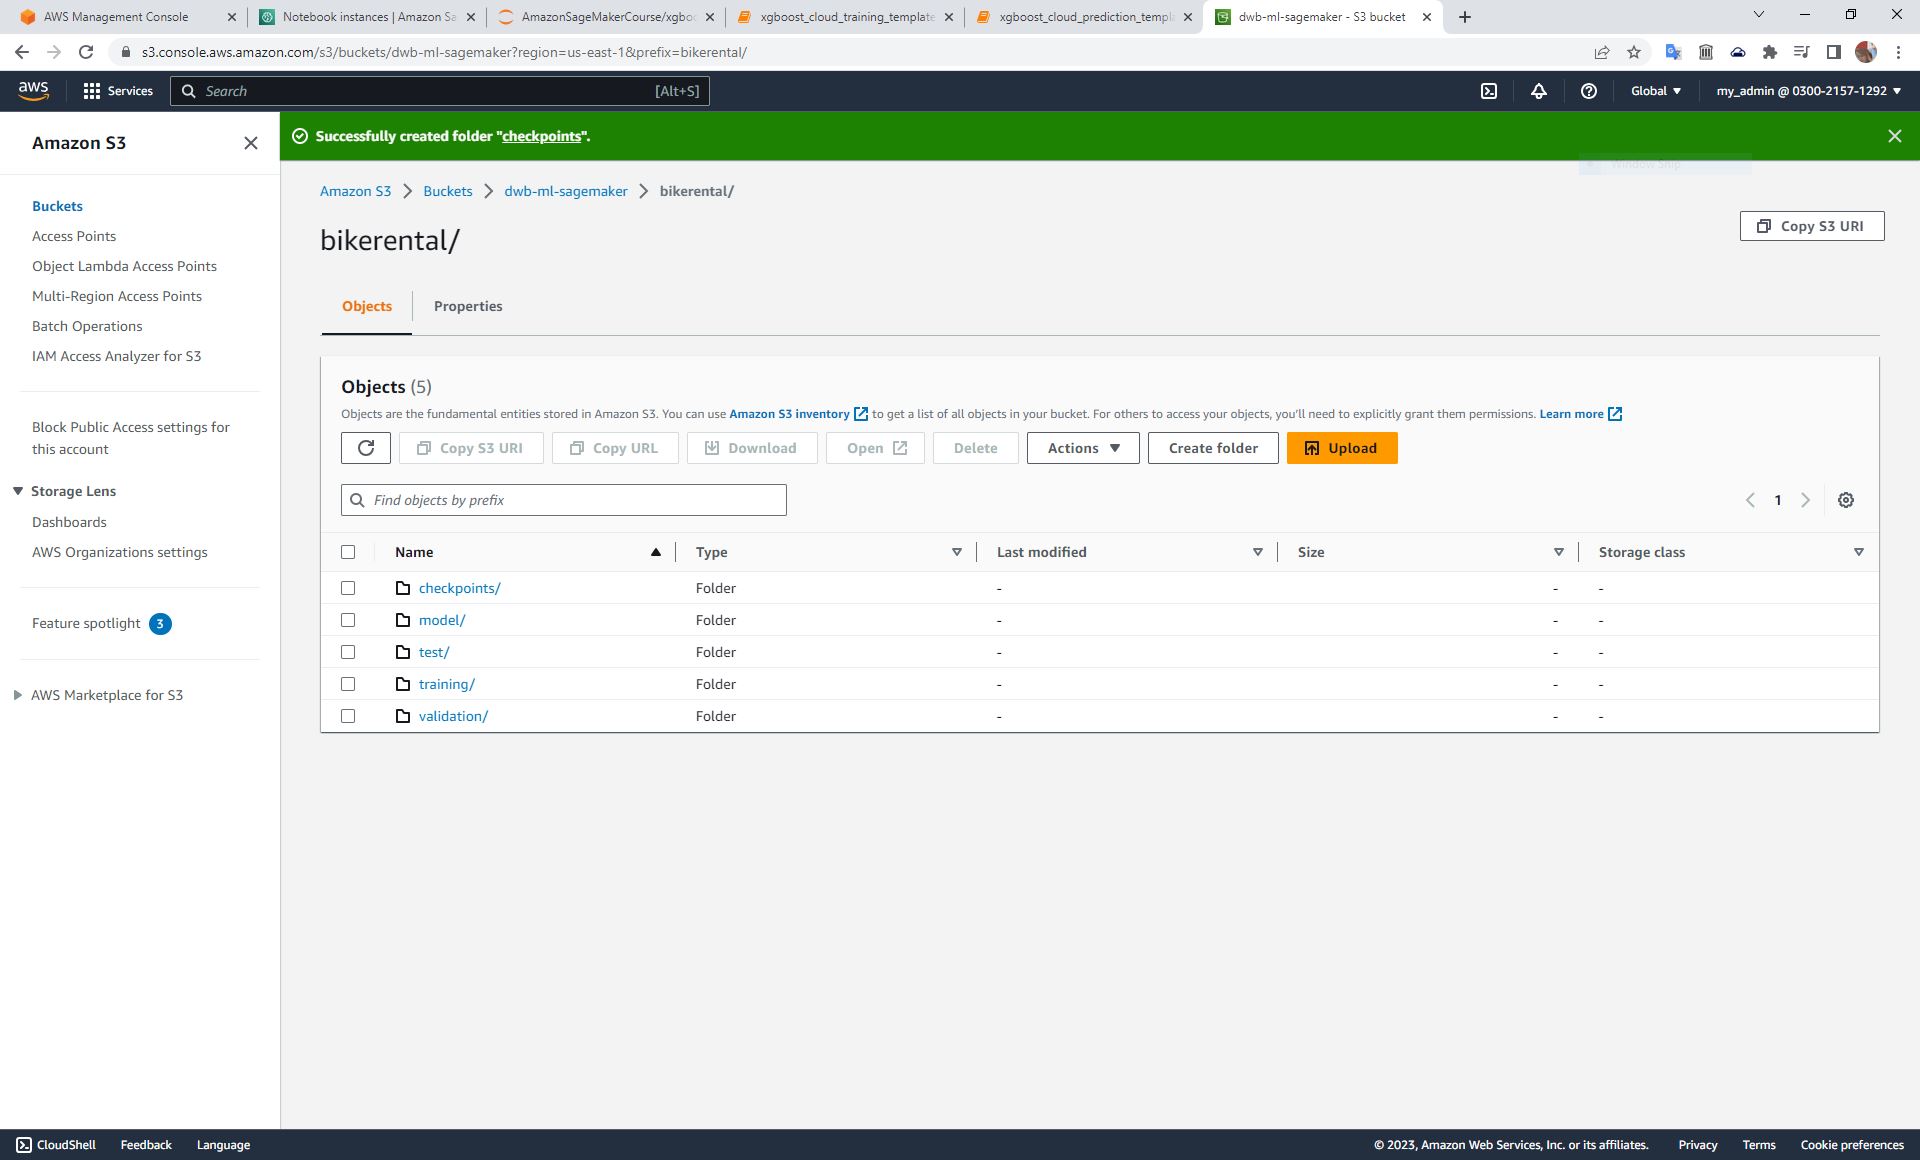 AWS Management Console
Notebook instances | Amazon Sa
AmazonSageMakerCourse/xgboo
xgboost_cloud_training_template
xgboost_cloud_prediction_templa
dwb-ml-sagemaker - S3 bucket
s3.console.aws.amazon.com/s3/buckets/dwb-ml-sagemaker?region=us-east-1&prefix=bikerental/
aws
Services
Search
[Alt+S]
Global
my_admin @ 0300-2157-1292
Amazon S3
Successfully created folder "checkpoints".
Window Snip
Amazon S3 > Buckets > dwb-ml-sagemaker > bikerental/
bikerental/
Copy S3 URI
Buckets
Access Points
Object Lambda Access Points
Multi-Region Access Points
Batch Operations
IAM Access Analyzer for S3
Block Public Access settings for
this account
Storage Lens
Dashboards
AWS Organizations settings
Feature spotlight 3
AWS Marketplace for S3
Objects
Properties
Objects (5)
Objects are the fundamental entities stored in Amazon S3. You can use Amazon S3 inventory to get a list of all objects in your bucket. For others to access your objects, you'll need to explicitly grant them permissions. Learn more
Copy S3 URI
Copy URL
Download
Open
Delete
Actions
Create folder
Upload
Find objects by prefix
1
Name Type Last modified Size Storage class
checkpoints/ Folder - - -
model/ Folder - - -
test/ Folder - - -
training/ Folder - - -
validation/ Folder - - -
CloudShell Feedback Language
© 2023, Amazon Web Services, Inc. or its affiliates. Privacy Terms Cookie preferences